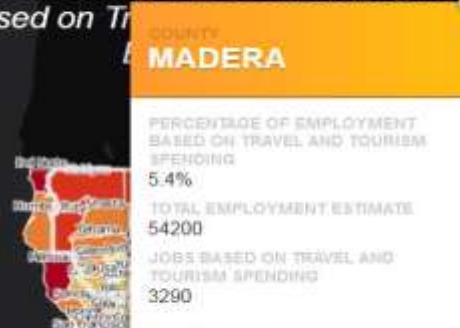 sed on Tr
E
COUNTY
MADERA
PERCENTAGE OF EMPLOYMENT
BASED ON TRAVEL AND TOURISM
SPENDING
5.4%
TOTAL EMPLOYMENT ESTIMATE
54200
JOBS BASED ON TRAVEL AND
TOURISM SPENDING
3290
Tehama